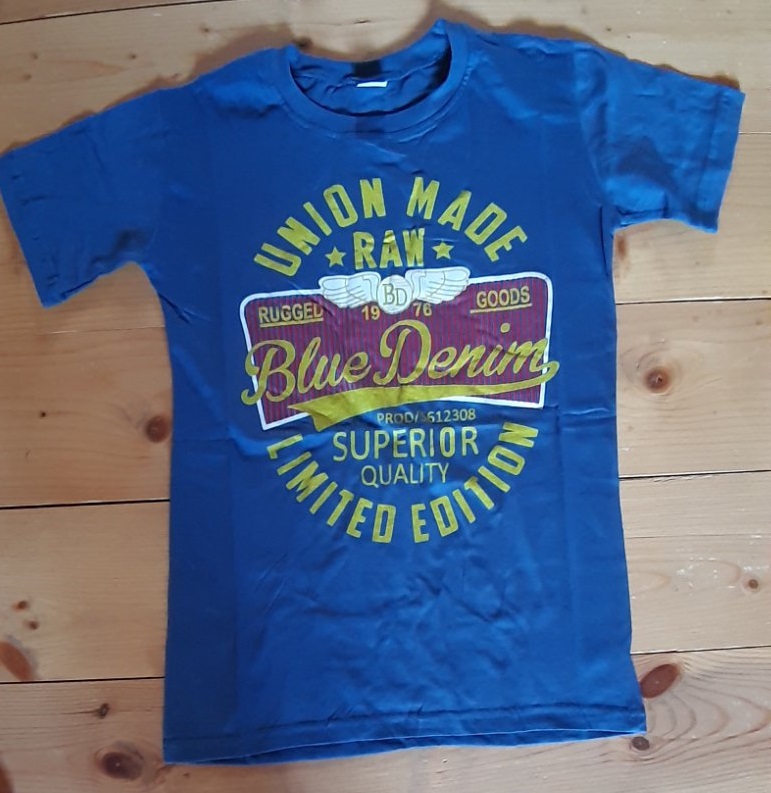 UNION MADE
RAW
BD
RUGGED 19 76 GOODS
Blue Denim
SUPERIOR
QUALITY
LIMITED EDITION